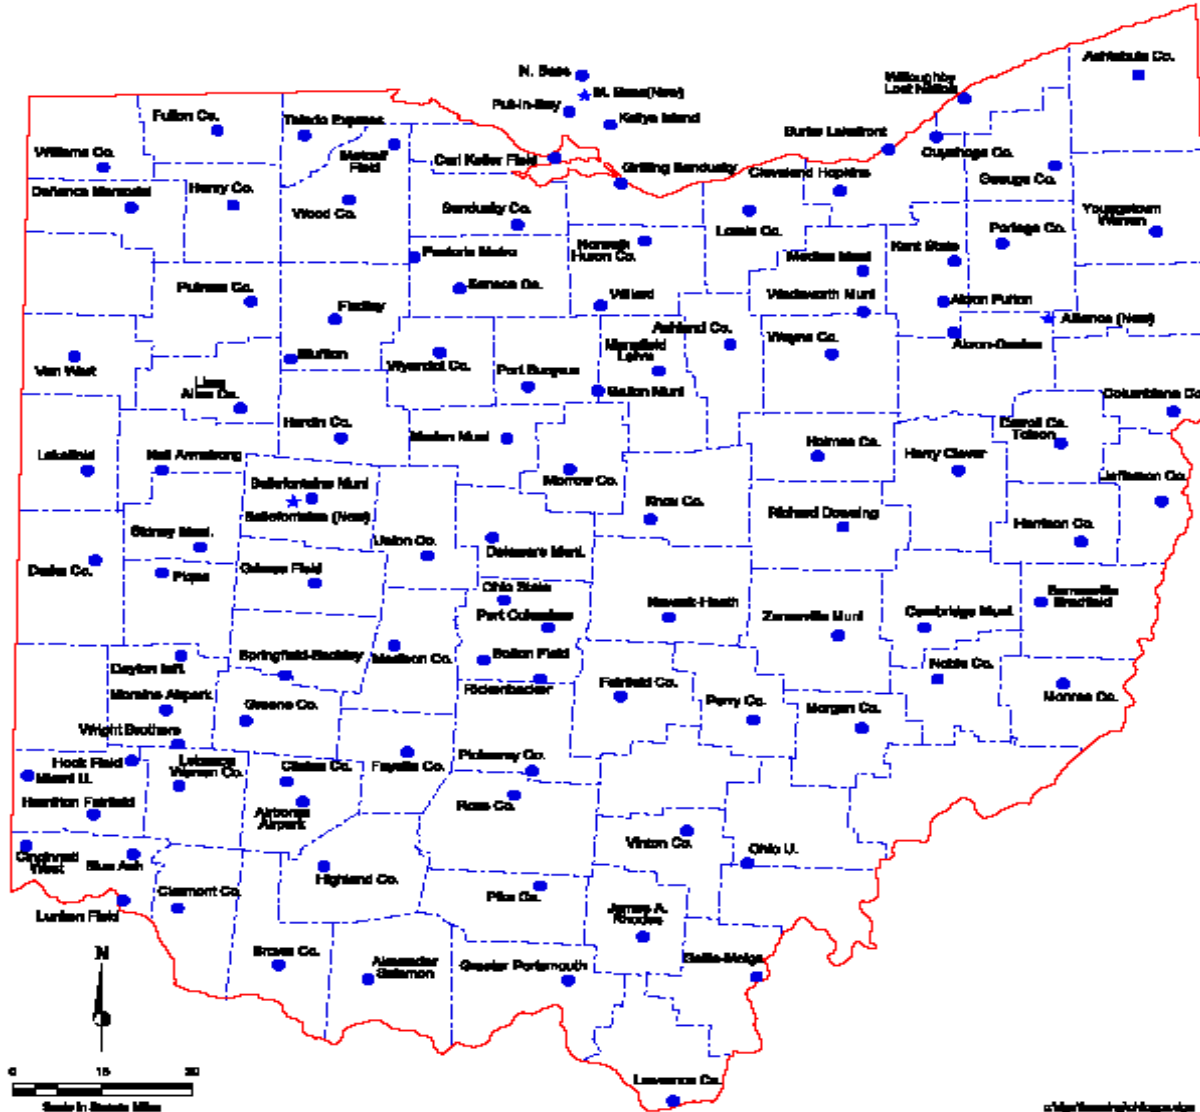 Ashtabula Co.
N. Bass
Willoughby
Lost Nation
M. Bass(New)
Put-in-Bay
Fulton Co.
Kellys Island
Toledo Express
Burke Lakefront
Metcalf
Field
Williams Co.
Carl Keller Field
Cuyahoga Co.
Griffing Sandusky
Cleveland Hopkins
Geauga Co.
Defiance Memorial
Henry Co.
Wood Co.
Sandusky Co.
Youngstown
Warren
Lorain Co.
Portage Co.
Norwalk
Huron Co.
Kent State
Fostoria Metro
Medina Muni
Seneca Co.
Putnam Co.
Willard
Wadsworth Muni
Akron Fulton
Findlay
Alliance (New)
Ashland Co.
Wayne Co.
Mansfield
Lahm
Bluffton
Wyandot Co.
Van Wert
Port Bucyrus
Lima
Allen Co.
Galion Muni
Columbiana Co.
Hardin Co.
Marion Muni
Holmes Co.
Carroll Co.
Tolson
Lakefield
Neil Armstrong
Harry Clever
Bellefontaine Muni
Morrow Co.
Jefferson Co.
Knox Co.
Bellefontaine (New)
Richard Downing
Harrison Co.
Sidney Muni.
Union Co.
Delaware Muni.
Darke Co.
Piqua
Grimes Field
Ohio State
Barnesville
Bradfield
Newark-Heath
Port Columbus
Zanesville Muni
Cambridge Muni.
Springfield-Beckley
Madison Co.
Bolton Field
Dayton Int'l.
Noble Co.
Rickenbacker
Fairfield Co.
Monroe Co.
Moraine Airpark
Greene Co.
Perry Co.
Morgan Co.
Wright Brothers
Hook Field
Lebanon
Warren Co.
Clinton Co.
Fayette Co.
Pickaway Co.
Miami U.
Hamilton Fairfield
Airborne
Airpark
Ross Co.
Vinton Co.
Ohio U.
Cincinnati
West
Blue Ash
Highland Co.
Clermont Co.
Pike Co.
Lunken Field
James A.
Rhodes
N
Brown Co.
Alexander
Salamon
Greater Portsmouth
Gallia-Meigs
0 15 30
Scale in Statute Miles
Lawrence Co.